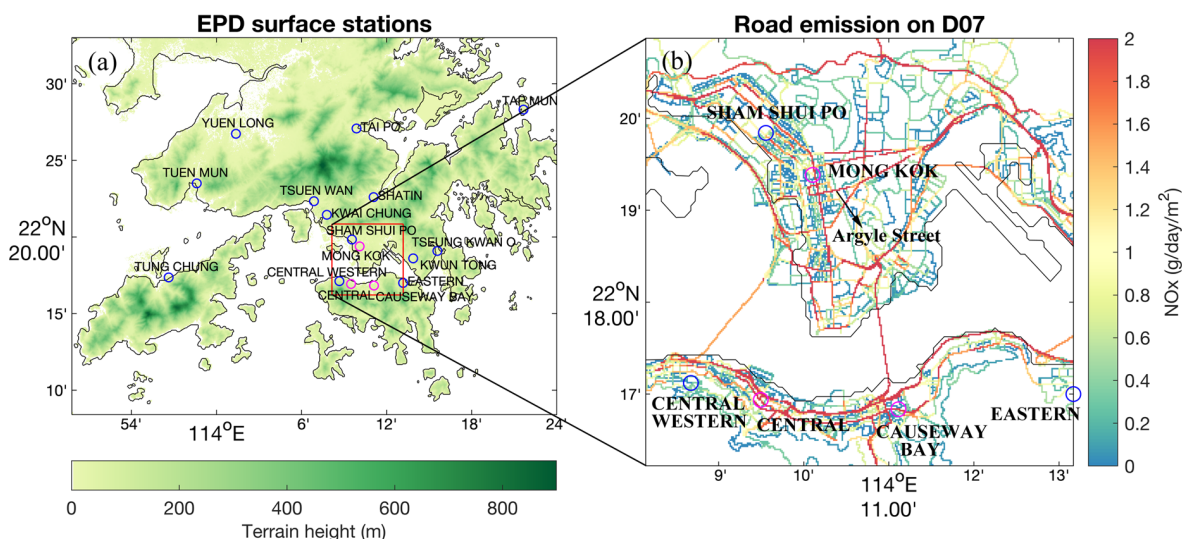 EPD surface stations
(a)
30'
25'
22°N
20.00'
15'
10'
54'
114°E
6'
12'
18'
24'
TAP MUN
YUEN LONG
TAI PO
TUEN MUN
TSUEN WAN
SHATIN
KWAI CHUNG
SHAM SHUI PO
TSEUNG KWAN O
MONG KOK
KWUN TONG
TUNG CHUNG
CENTRAL WESTERN
EASTERN
CENTRAL
CAUSEWAY BAY
0
200
400
600
800
Terrain height (m)
Road emission on D07
(b)
20'
19'
22°N
18.00'
17'
SHAM SHUI PO
MONG KOK
Argyle Street
CENTRAL
WESTERN
CENTRAL
CAUSEWAY
BAY
EASTERN
9'
10'
114°E
11.00'
12'
13'
2
1.8
1.6
1.4
1.2
1
0.8
0.6
0.4
0.2
0
NOx (g/day/m²)